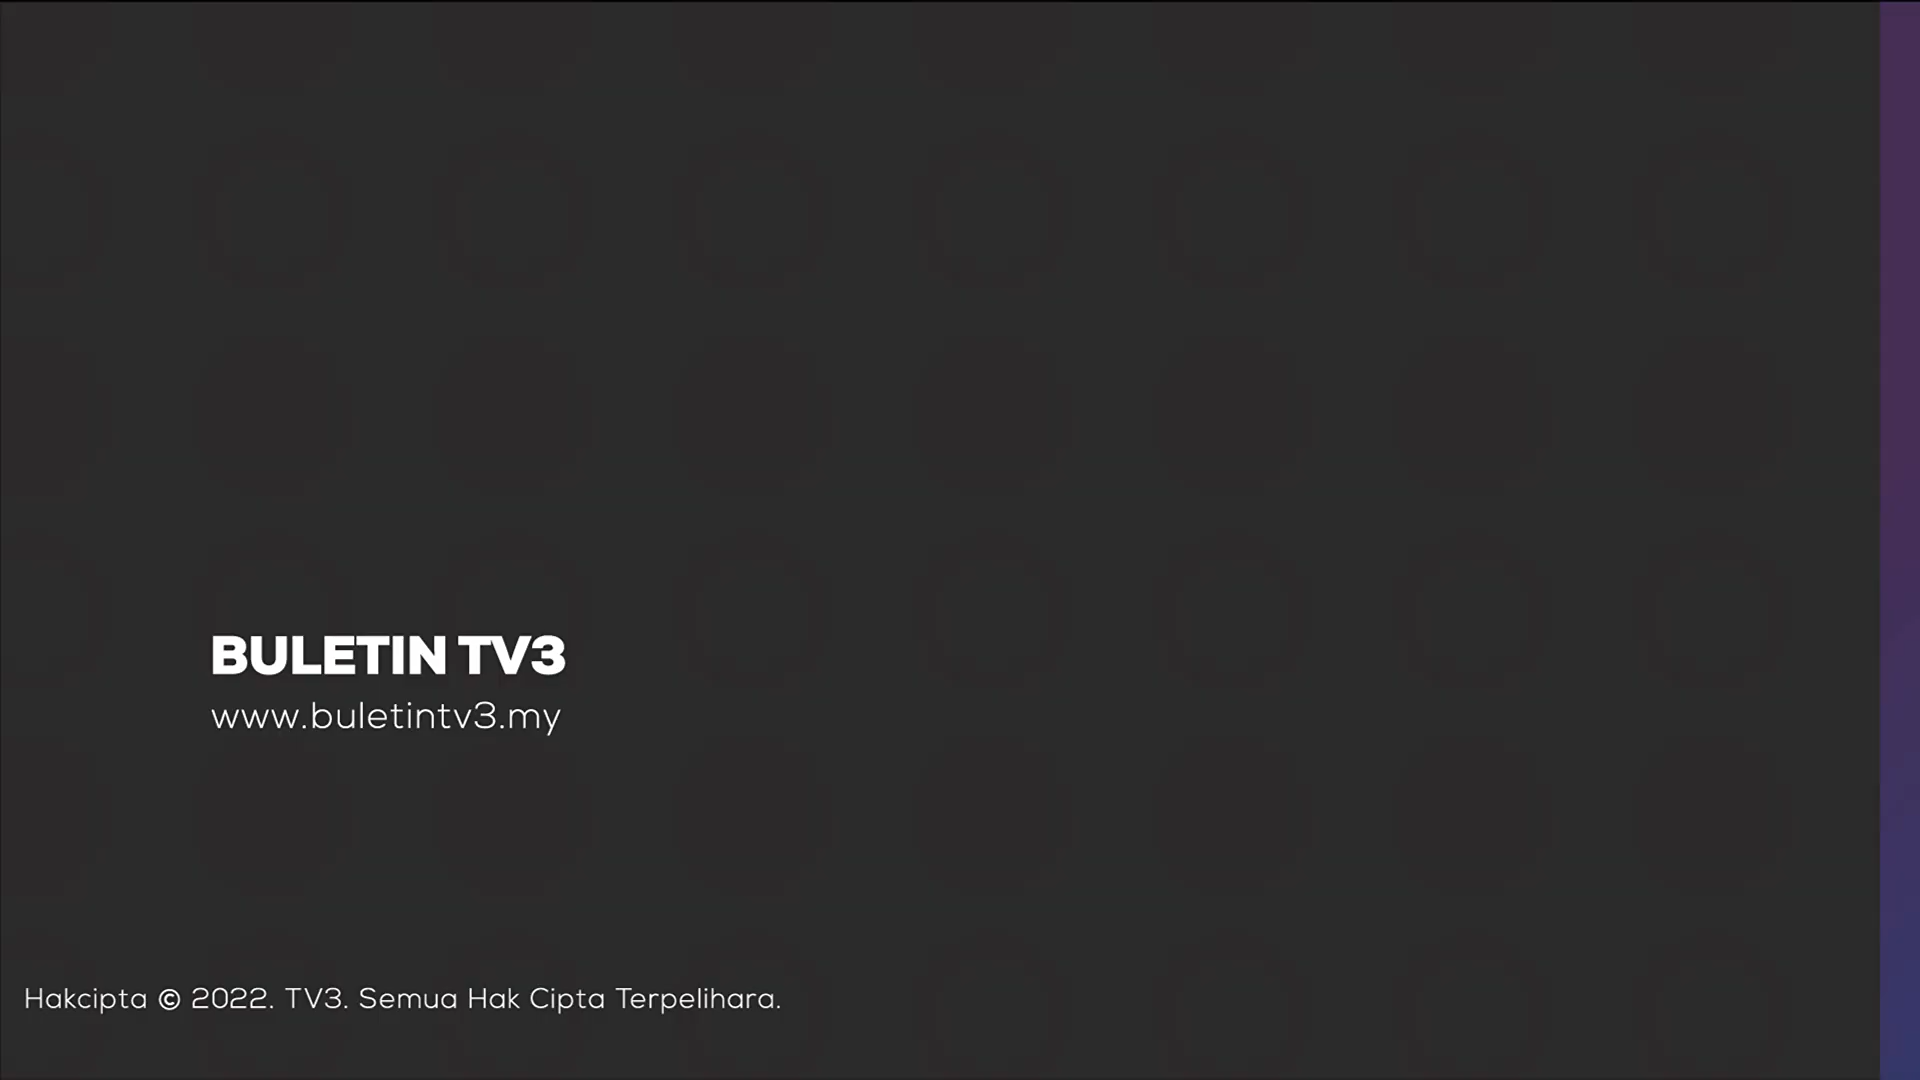 BULETIN TV3
www.buletintv3.my
Hakcipta © 2022. TV3. Semua Hak Cipta Terpelihara.